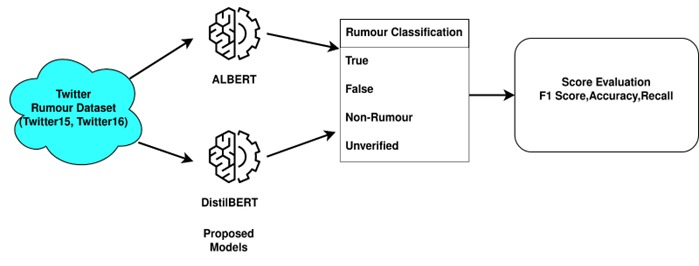 Twitter
Rumour Dataset
(Twitter15, Twitter16)
ALBERT
DistilBERT
Proposed
Models
Rumour Classification
True
False
Non-Rumour
Unverified
Score Evaluation
F1 Score,Accuracy,Recall